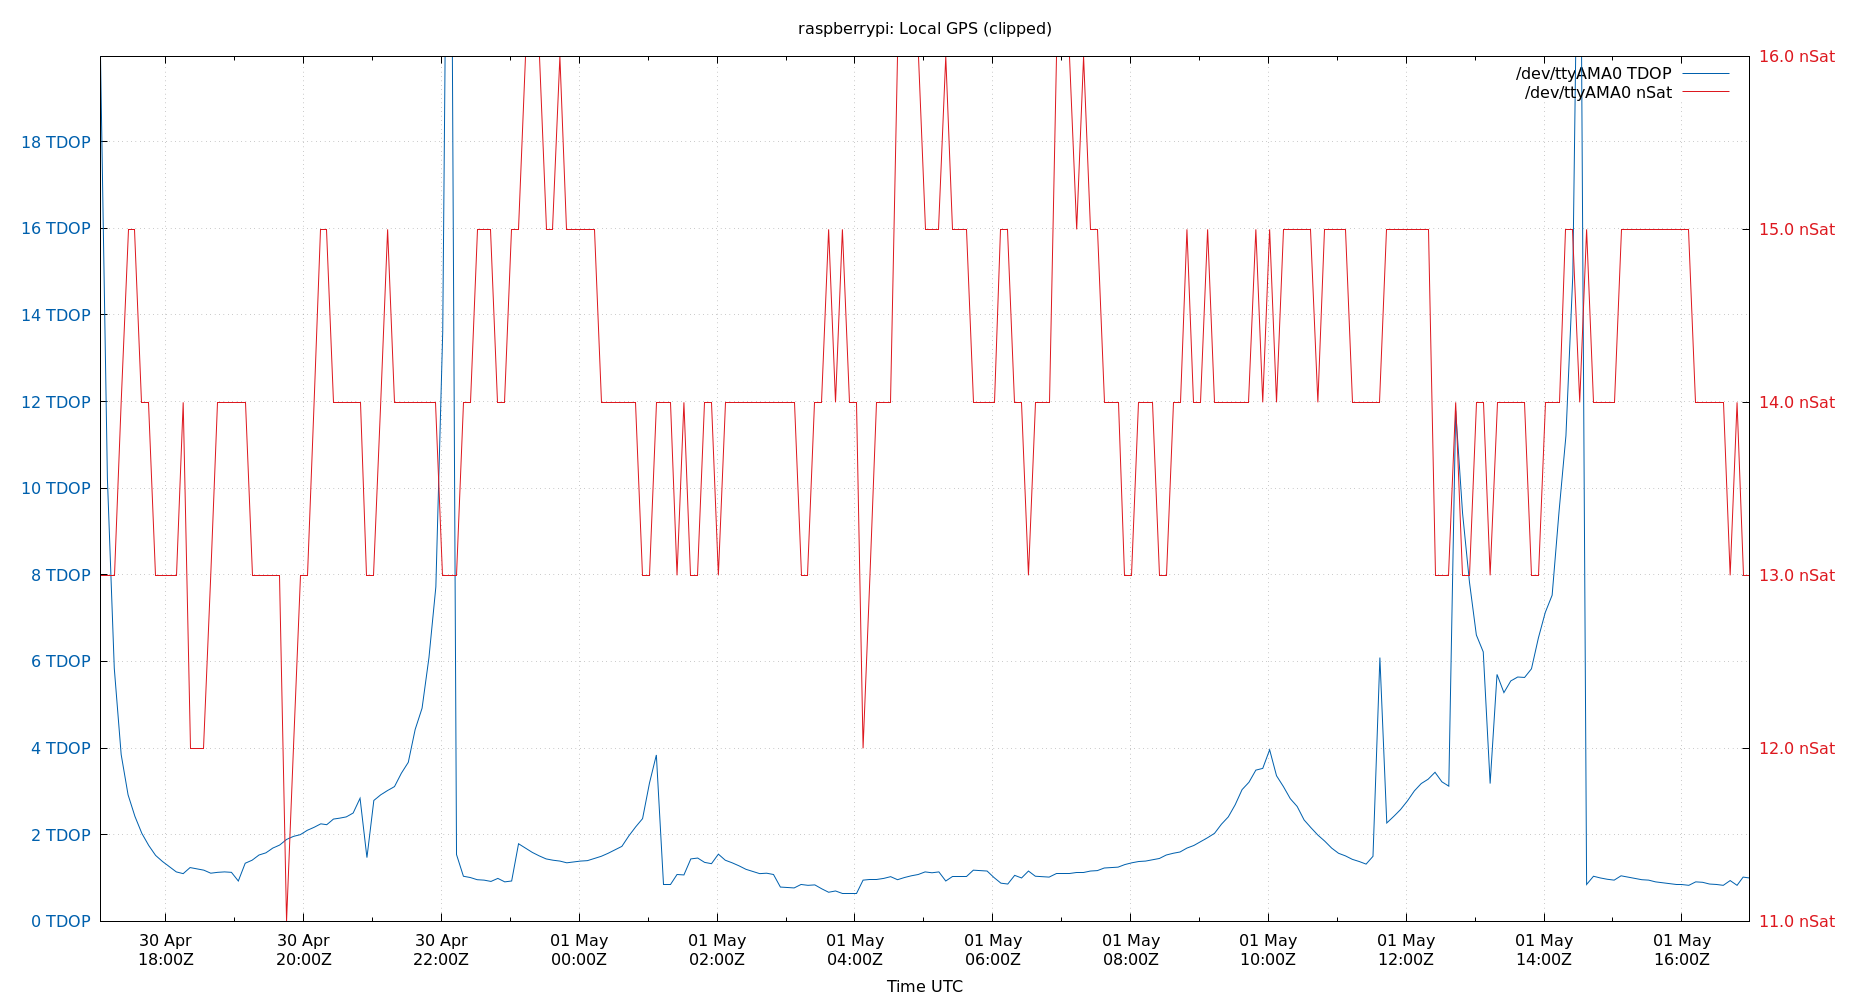 raspberrypi: Local GPS (clipped)
/dev/ttyAMA0 TDOP
/dev/ttyAMA0 nSat
18 TDOP
16 TDOP
14 TDOP
12 TDOP
10 TDOP
8 TDOP
6 TDOP
4 TDOP
2 TDOP
0 TDOP
16.0 nSat
15.0 nSat
14.0 nSat
13.0 nSat
12.0 nSat
11.0 nSat
30 Apr
18:00Z
30 Apr
20:00Z
30 Apr
22:00Z
01 May
00:00Z
01 May
02:00Z
01 May
04:00Z
01 May
06:00Z
01 May
08:00Z
01 May
10:00Z
01 May
12:00Z
01 May
14:00Z
01 May
16:00Z
Time UTC